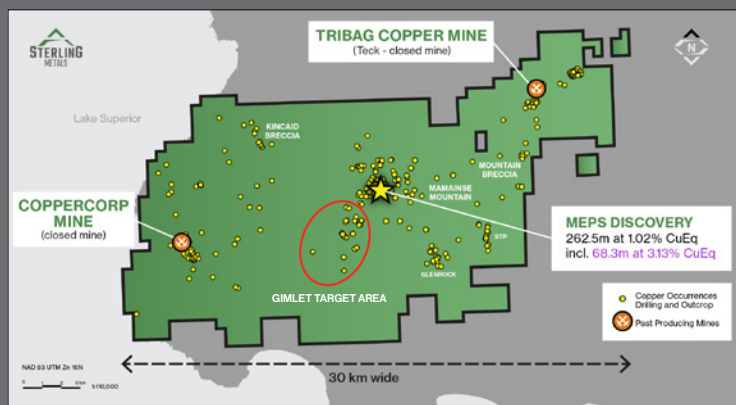 STERLING
METALS
TRIBAG COPPER MINE
(Teck - closed mine)
N
Lake Superior
KINCAID
BRECCIA
MOUNTAIN
BRECCIA
MAMAINSE
MOUNTAIN
COPPERCORP
MINE
(closed mine)
MEPS DISCOVERY
262.5m at 1.02% CuEq
incl. 68.3m at 3.13% CuEq
STP
GLENROCK
GIMLET TARGET AREA
Copper Occurrences
Drilling and Outcrop
Past Producing Mines
NAD 83 UTM Zn 16N
1:110,000
30 km wide